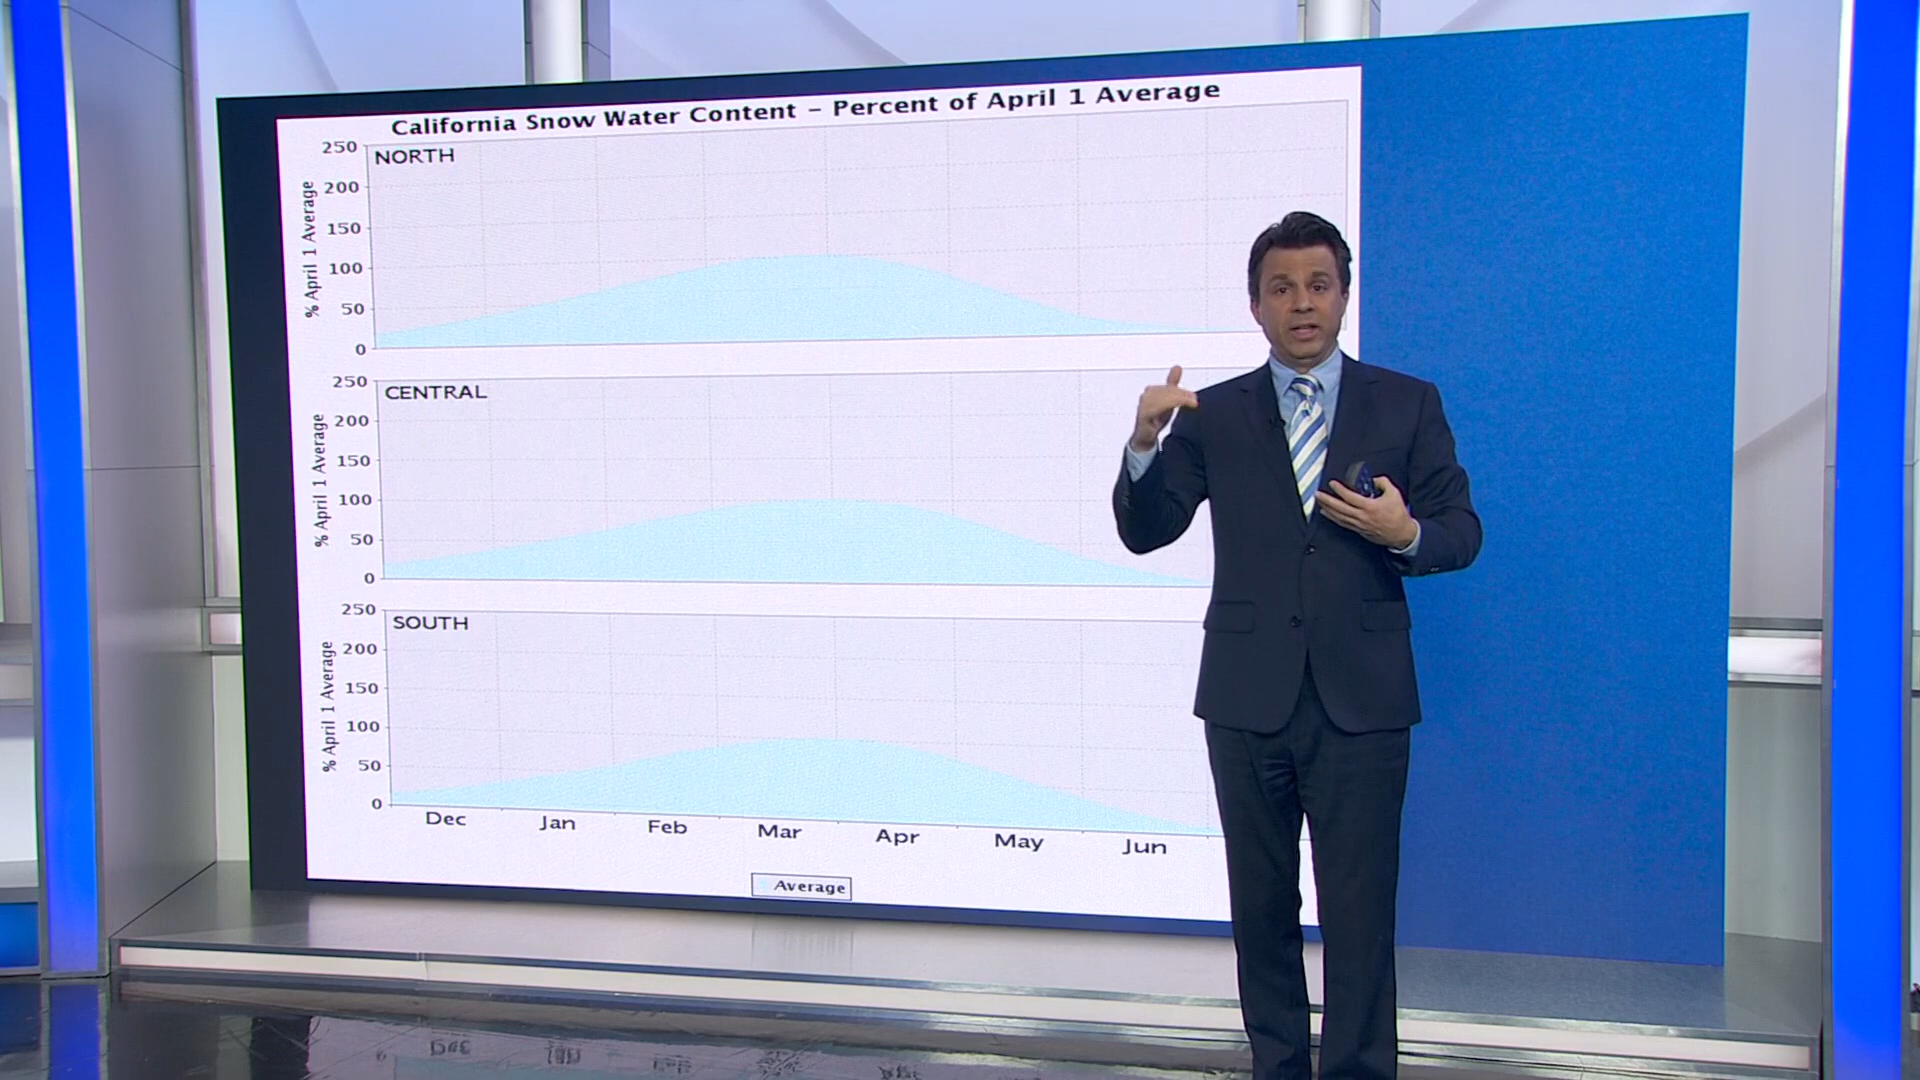 California Snow Water Content - Percent of April 1 Average
NORTH
% April 1 Average
250
200
150
100
50
0
CENTRAL
% April 1 Average
250
200
150
100
50
0
SOUTH
% April 1 Average
250
200
150
100
50
0
Dec Jan Feb Mar Apr May Jun
Average